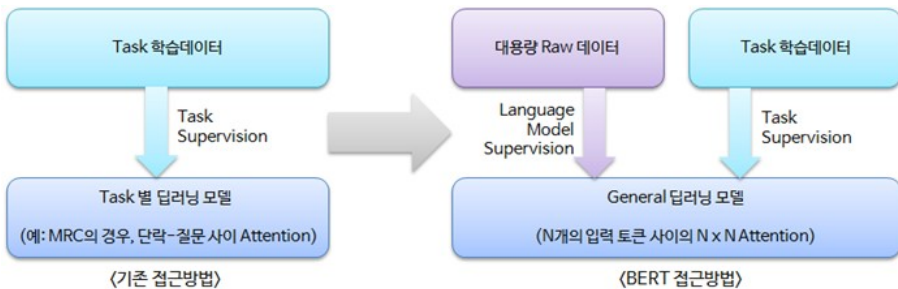 Task 학습데이터
Task
Supervision
Task 별 딥러닝 모델
(예: MRC의 경우, 단락-질문 사이 Attention)
〈기존 접근방법〉
대용량 Raw 데이터
Task 학습데이터
Language
Model
Supervision
Task
Supervision
General 딥러닝 모델
(N개의 입력 토큰 사이의 N x N Attention)
〈BERT 접근방법〉